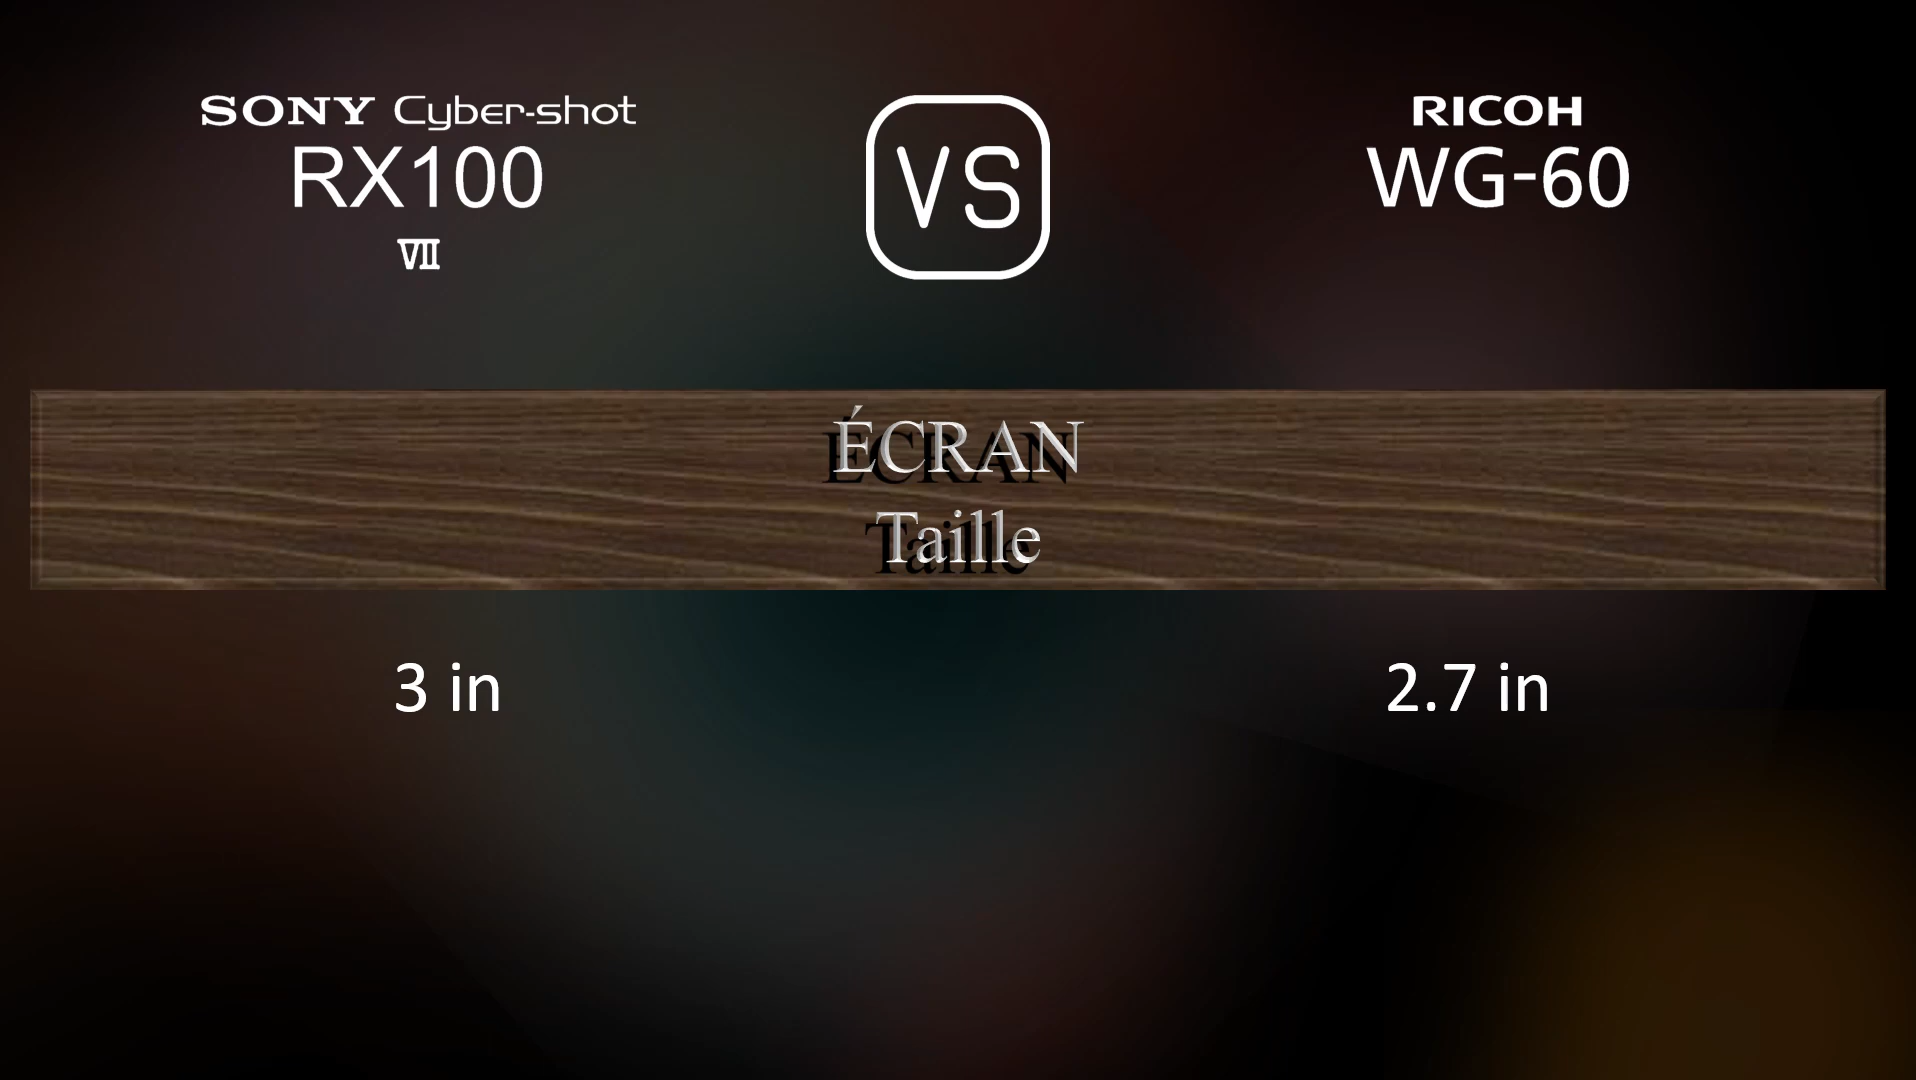 SONY Cyber-shot
RX100
VII
VS
RICOH
WG-60
ÉCRAN
Taille
3 in
2.7 in